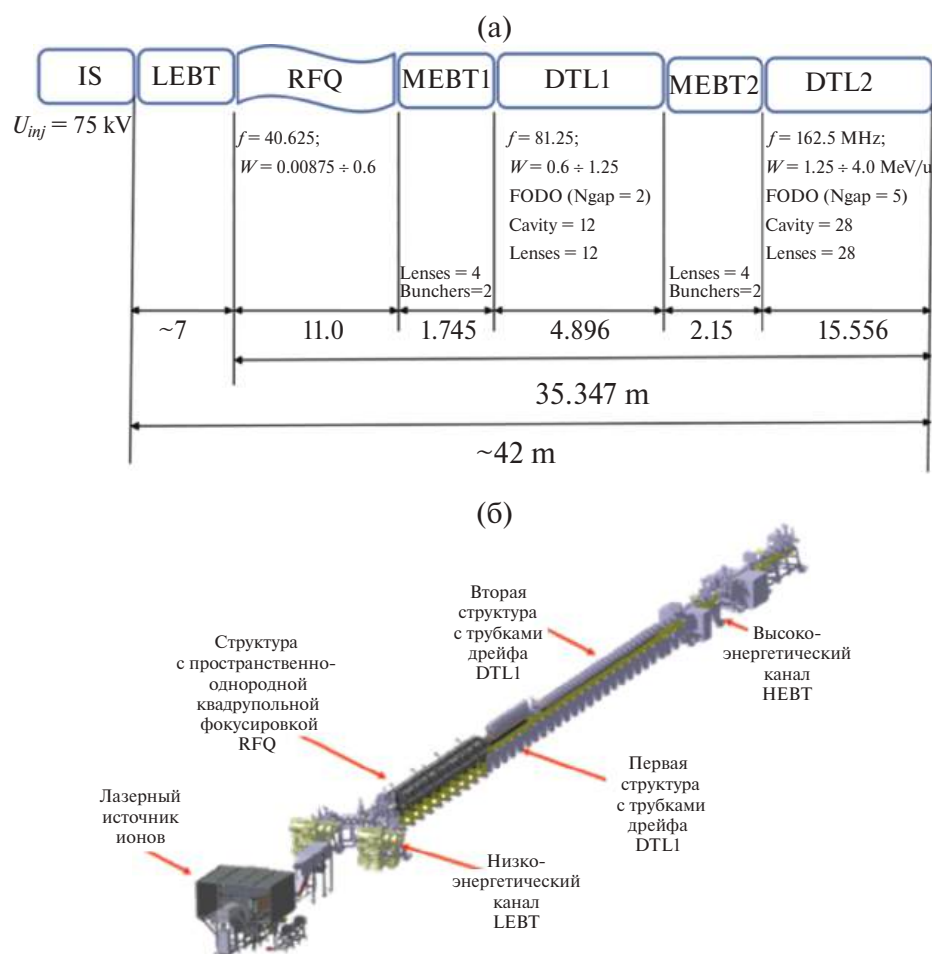 (а)
IS
LEBT
RFQ
MEBT1
DTL1
MEBT2
DTL2
U_inj = 75 kV
f = 40.625;
W = 0.00875 ÷ 0.6
f = 81.25;
W = 0.6 ÷ 1.25
FODO (Ngap = 2)
Cavity = 12
Lenses = 12
f = 162.5 MHz;
W = 1.25 ÷ 4.0 MeV/u
FODO (Ngap = 5)
Cavity = 28
Lenses = 28
Lenses = 4
Bunchers=2
Lenses = 4
Bunchers=2
~7
11.0
1.745
4.896
2.15
15.556
35.347 m
~42 m
(б)
Вторая
структура
с трубками
дрейфа
DTL1
Структура
с пространственно-
однородной
квадрупольной
фокусировкой
RFQ
Высоко-
энергетический
канал
HEBT
Лазерный
источник
ионов
Первая
структура
с трубками
дрейфа
DTL1
Низко-
энергетический
канал
LEBT